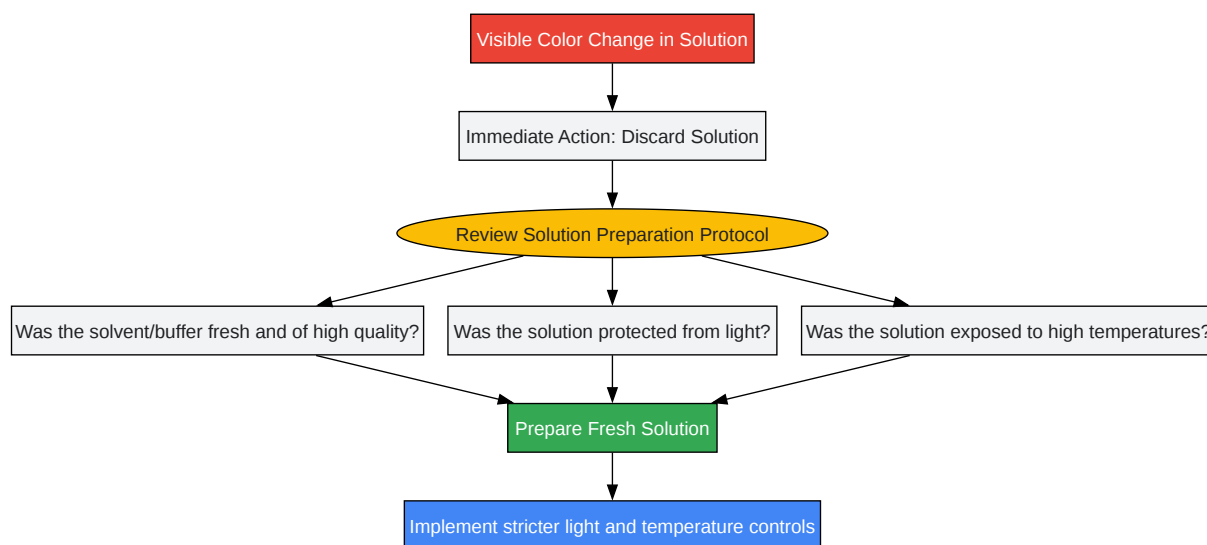 Visible Color Change in Solution
Immediate Action: Discard Solution
Review Solution Preparation Protocol
Was the solvent/buffer fresh and of high quality?
Was the solution protected from light?
Was the solution exposed to high temperatures?
Prepare Fresh Solution
Implement stricter light and temperature controls